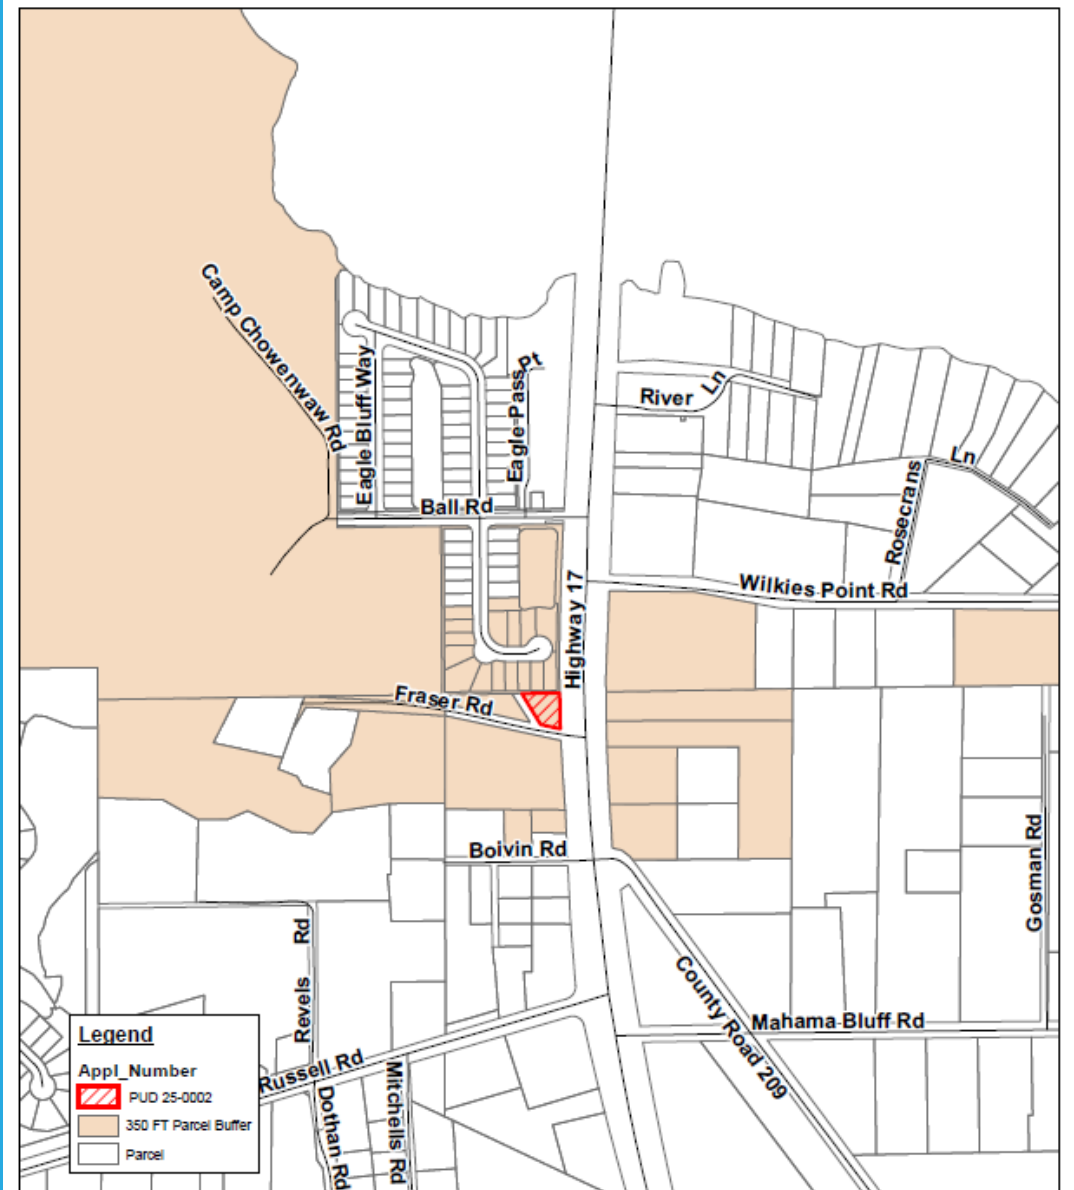 Camp Chowenwaw Rd
Eagle Bluff Way
Eagle Pass Pt
River Ln
Ball Rd
Rosecrans Ln
Wilkies Point Rd
Highway 17
Fraser Rd
Boivin Rd
Gosman Rd
Revels Rd
County Road 209
Mahama Bluff Rd
Russell Rd
Dothan Rd
Mitchells Rd
Legend
Appl_Number
PUD 25-0002
350 FT Parcel Buffer
Parcel